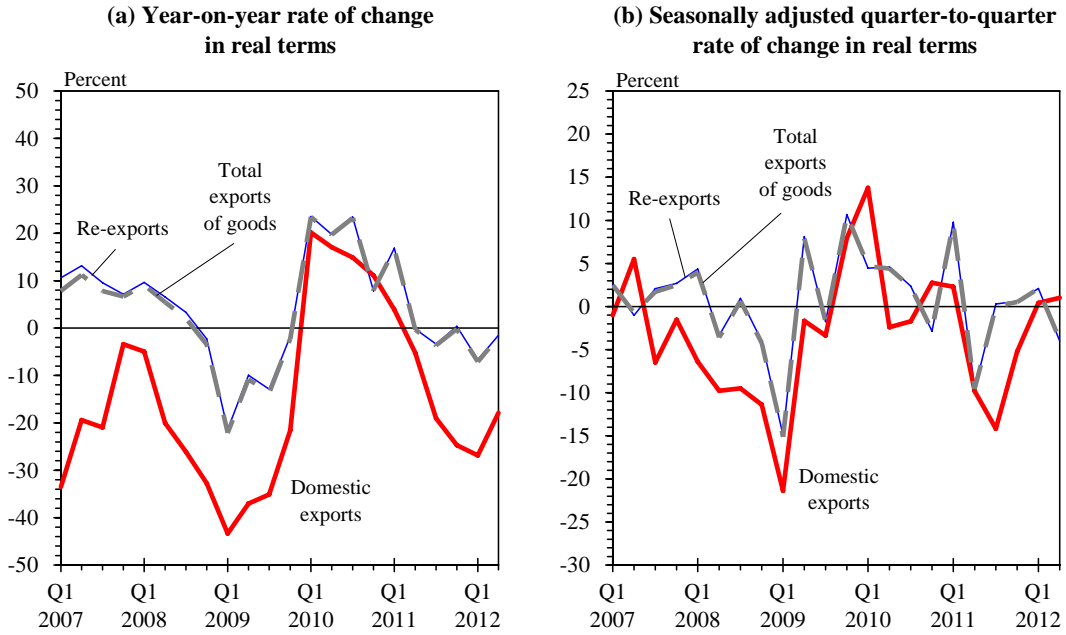 (a) Year-on-year rate of change
in real terms
Percent
50
40
30
20
10
0
-10
-20
-30
-40
-50
Re-exports
Total
exports
of goods
Domestic
exports
Q1 Q1 Q1 Q1 Q1 Q1
2007 2008 2009 2010 2011 2012
(b) Seasonally adjusted quarter-to-quarter
rate of change in real terms
Percent
25
20
15
10
5
0
-5
-10
-15
-20
-25
-30
Re-exports
Total
exports
of goods
Domestic
exports
Q1 Q1 Q1 Q1 Q1 Q1
2007 2008 2009 2010 2011 2012